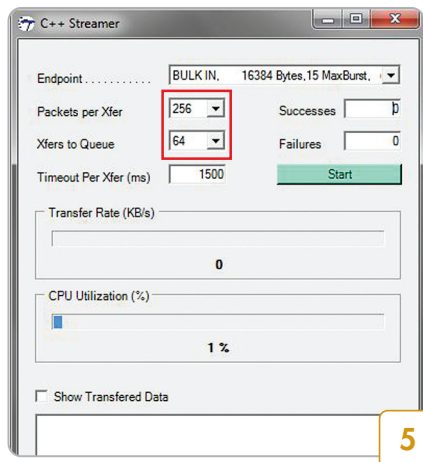 C++ Streamer
Endpoint . . . . . . . . . . . BULK IN, 16384 Bytes,15 MaxBurst,
Packets per Xfer 256 Successes 0
Xfers to Queue 64 Failures 0
Timeout Per Xfer (ms) 1500 Start
Transfer Rate (KB/s)
0
CPU Utilization (%)
1 %
Show Transfered Data
5